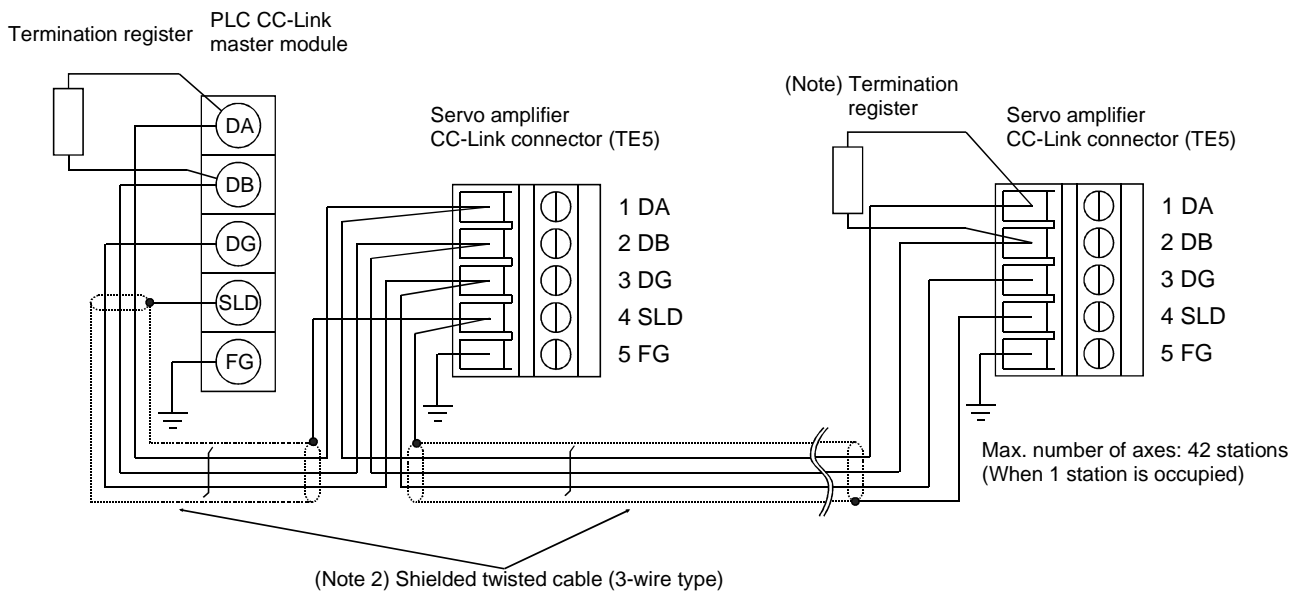 Termination register
PLC CC-Link
master module
DA
DB
DG
SLD
FG
Servo amplifier
CC-Link connector (TE5)
1 DA
2 DB
3 DG
4 SLD
5 FG
(Note) Termination
register
Servo amplifier
CC-Link connector (TE5)
1 DA
2 DB
3 DG
4 SLD
5 FG
Max. number of axes: 42 stations
(When 1 station is occupied)
(Note 2) Shielded twisted cable (3-wire type)